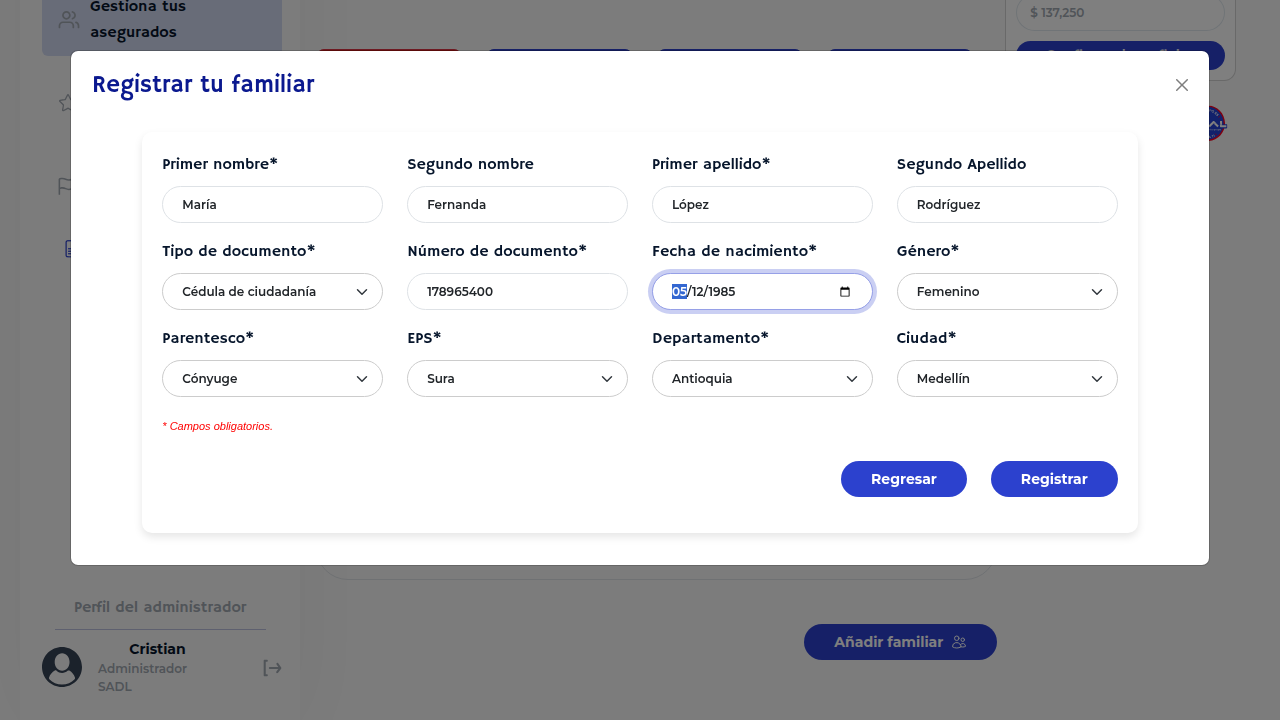 Gestiona tus
asegurados
$ 137,250
Registrar tu familiar
Primer nombre*
Segundo nombre
Primer apellido*
Segundo Apellido
María
Fernanda
López
Rodríguez
Tipo de documento*
Número de documento*
Fecha de nacimiento*
Género*
Cédula de ciudadanía
178965400
05/12/1985
Femenino
Parentesco*
EPS*
Departamento*
Ciudad*
Cónyuge
Sura
Antioquia
Medellín
* Campos obligatorios.
Regresar
Registrar
Perfil del administrador
Cristian
Administrador
SADL
Añadir familiar